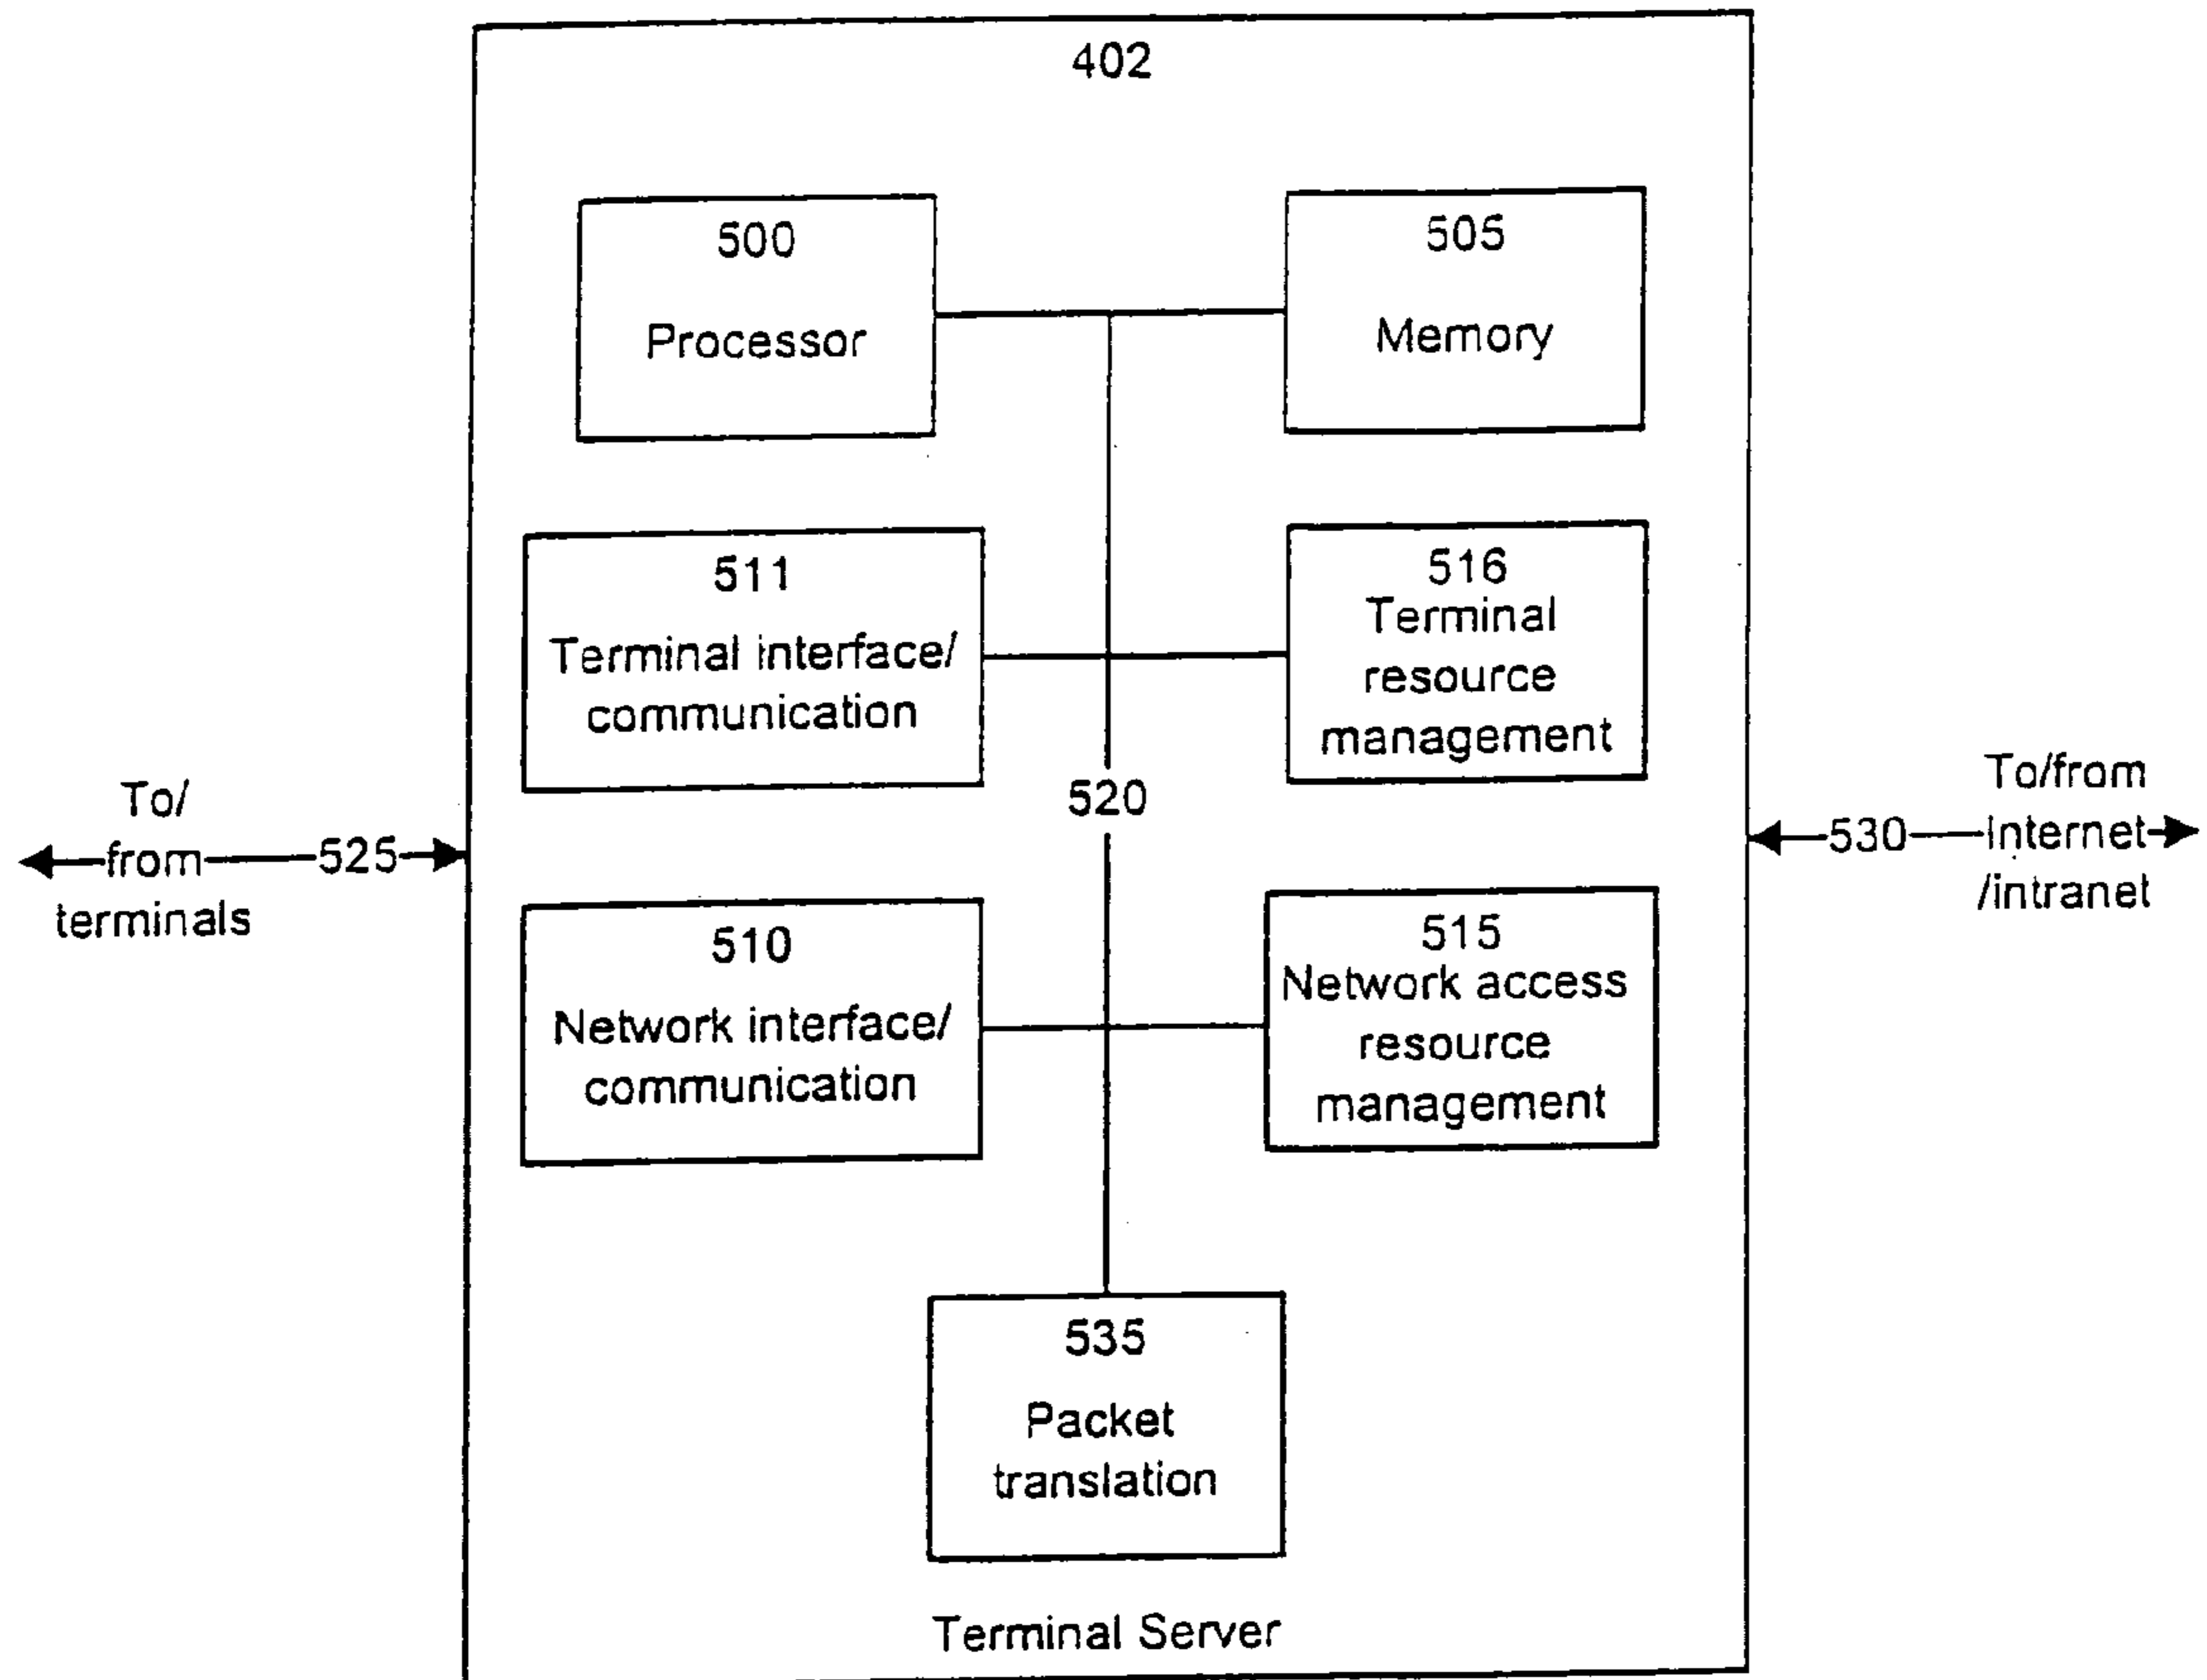 402
500
Processor
505
Memory
511
Terminal interface/
communication
516
Terminal
resource
management
520
To/
from
terminals
525
530
To/from
Internet
/intranet
510
Network interface/
communication
515
Network access
resource
management
535
Packet
translation
Terminal Server